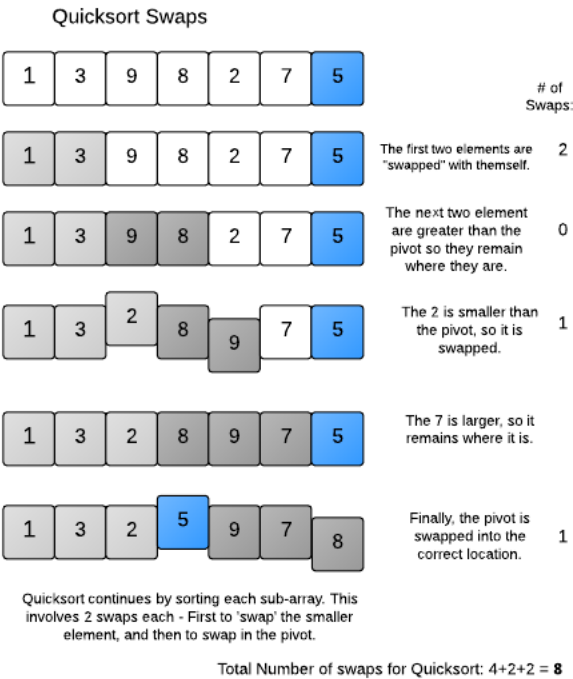 Quicksort Swaps
1 3 9 8 2 7 5
# of
Swaps:
1 3 9 8 2 7 5
The first two elements are
"swapped" with themself.
2
1 3 9 8 2 7 5
The next two element
are greater than the
pivot so they remain
where they are.
0
1 3 2 8 9 7 5
The 2 is smaller than
the pivot, so it is
swapped.
1
1 3 2 8 9 7 5
The 7 is larger, so it
remains where it is.
1 3 2 5 9 7 8
Finally, the pivot is
swapped into the
correct location.
1
Quicksort continues by sorting each sub-array. This
involves 2 swaps each - First to 'swap' the smaller
element, and then to swap in the pivot.
Total Number of swaps for Quicksort: 4+2+2 = 8